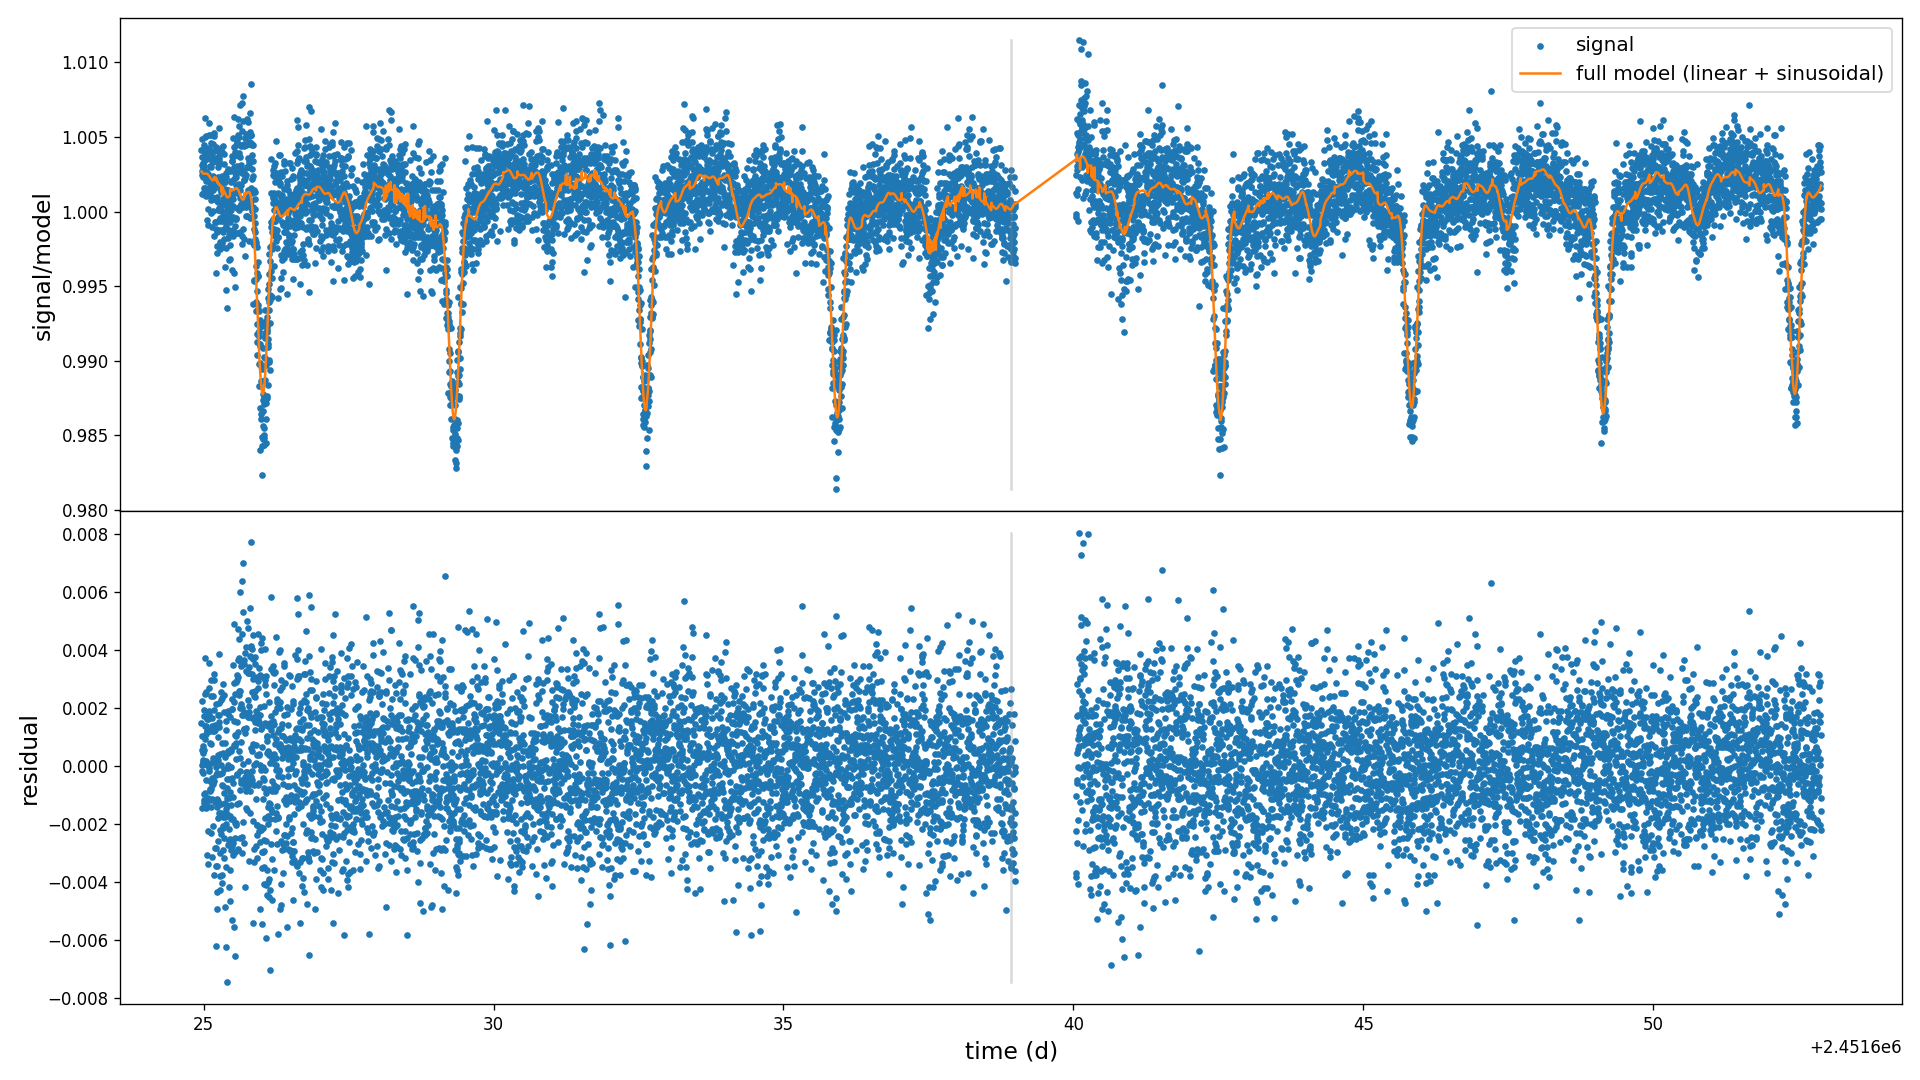 signal
full model (linear + sinusoidal)
1.010
1.005
1.000
0.995
0.990
0.985
0.980
signal/model
0.008
0.006
0.004
0.002
0.000
−0.002
−0.004
−0.006
−0.008
residual
25 30 35 40 45 50
time (d)
+2.4516e6